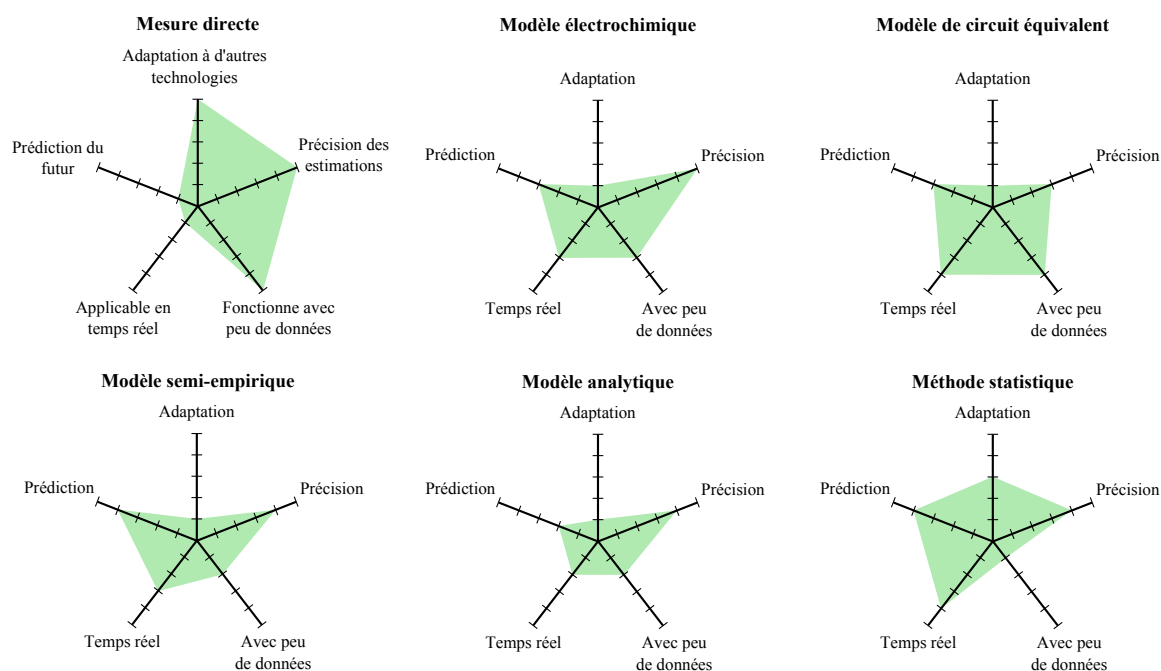 Mesure directe
Adaptation à d'autres
technologies
Prédiction du
futur
Précision des
estimations
Applicable en
temps réel
Fonctionne avec
peu de données
Modèle électrochimique
Adaptation
Prédiction
Précision
Temps réel
Avec peu
de données
Modèle de circuit équivalent
Adaptation
Prédiction
Précision
Temps réel
Avec peu
de données
Modèle semi-empirique
Adaptation
Prédiction
Précision
Temps réel
Avec peu
de données
Modèle analytique
Adaptation
Prédiction
Précision
Temps réel
Avec peu
de données
Méthode statistique
Adaptation
Prédiction
Précision
Temps réel
Avec peu
de données